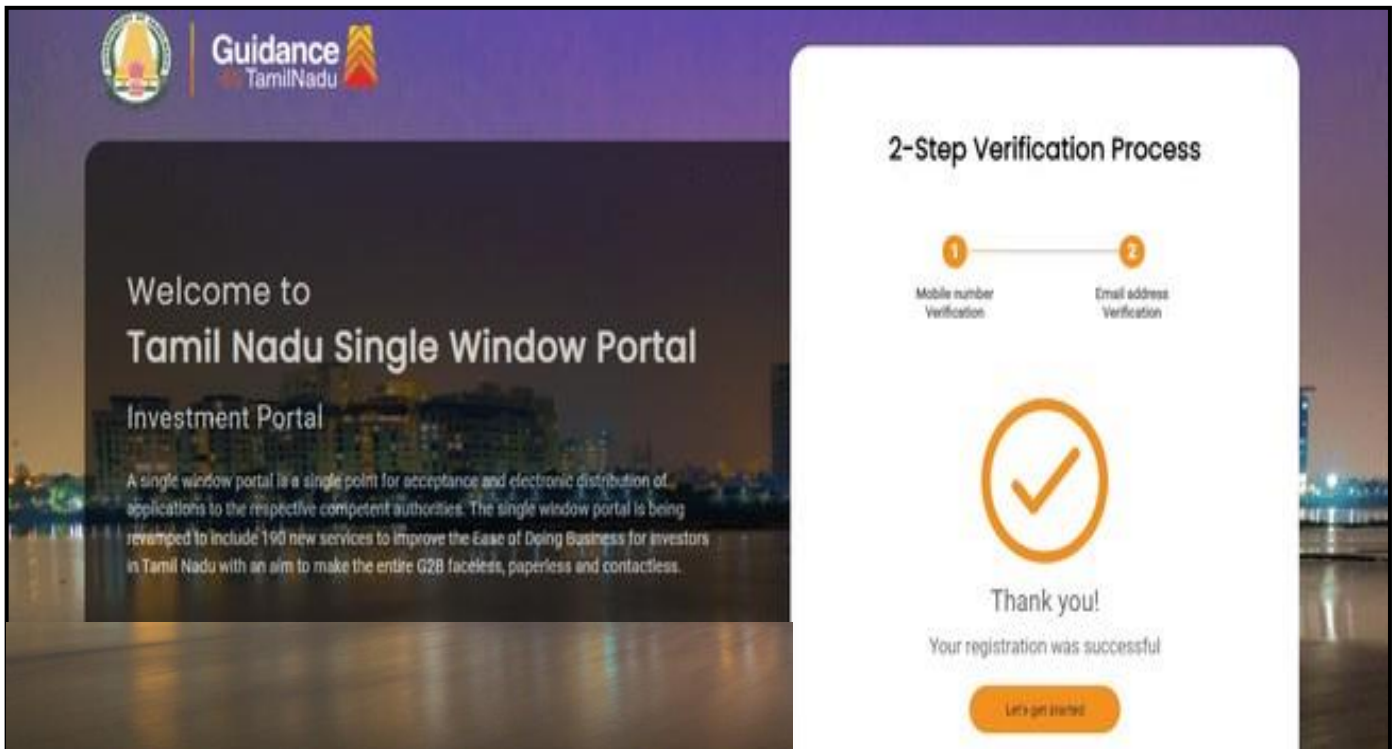 Guidance
TamilNadu
Welcome to
Tamil Nadu Single Window Portal
Investment Portal
A single window portal is a single point for acceptance and electronic distribution of
applications to the respective competent authorities. The single window portal is being
revamped to include 190 new services to improve the Ease of Doing Business for investors
in Tamil Nadu with an aim to make the entire G2B faceless, paperless and contactless.
2-Step Verification Process
1
2
Mobile number
Verification
Email address
Verification
Thank you!
Your registration was successful
Let's get started